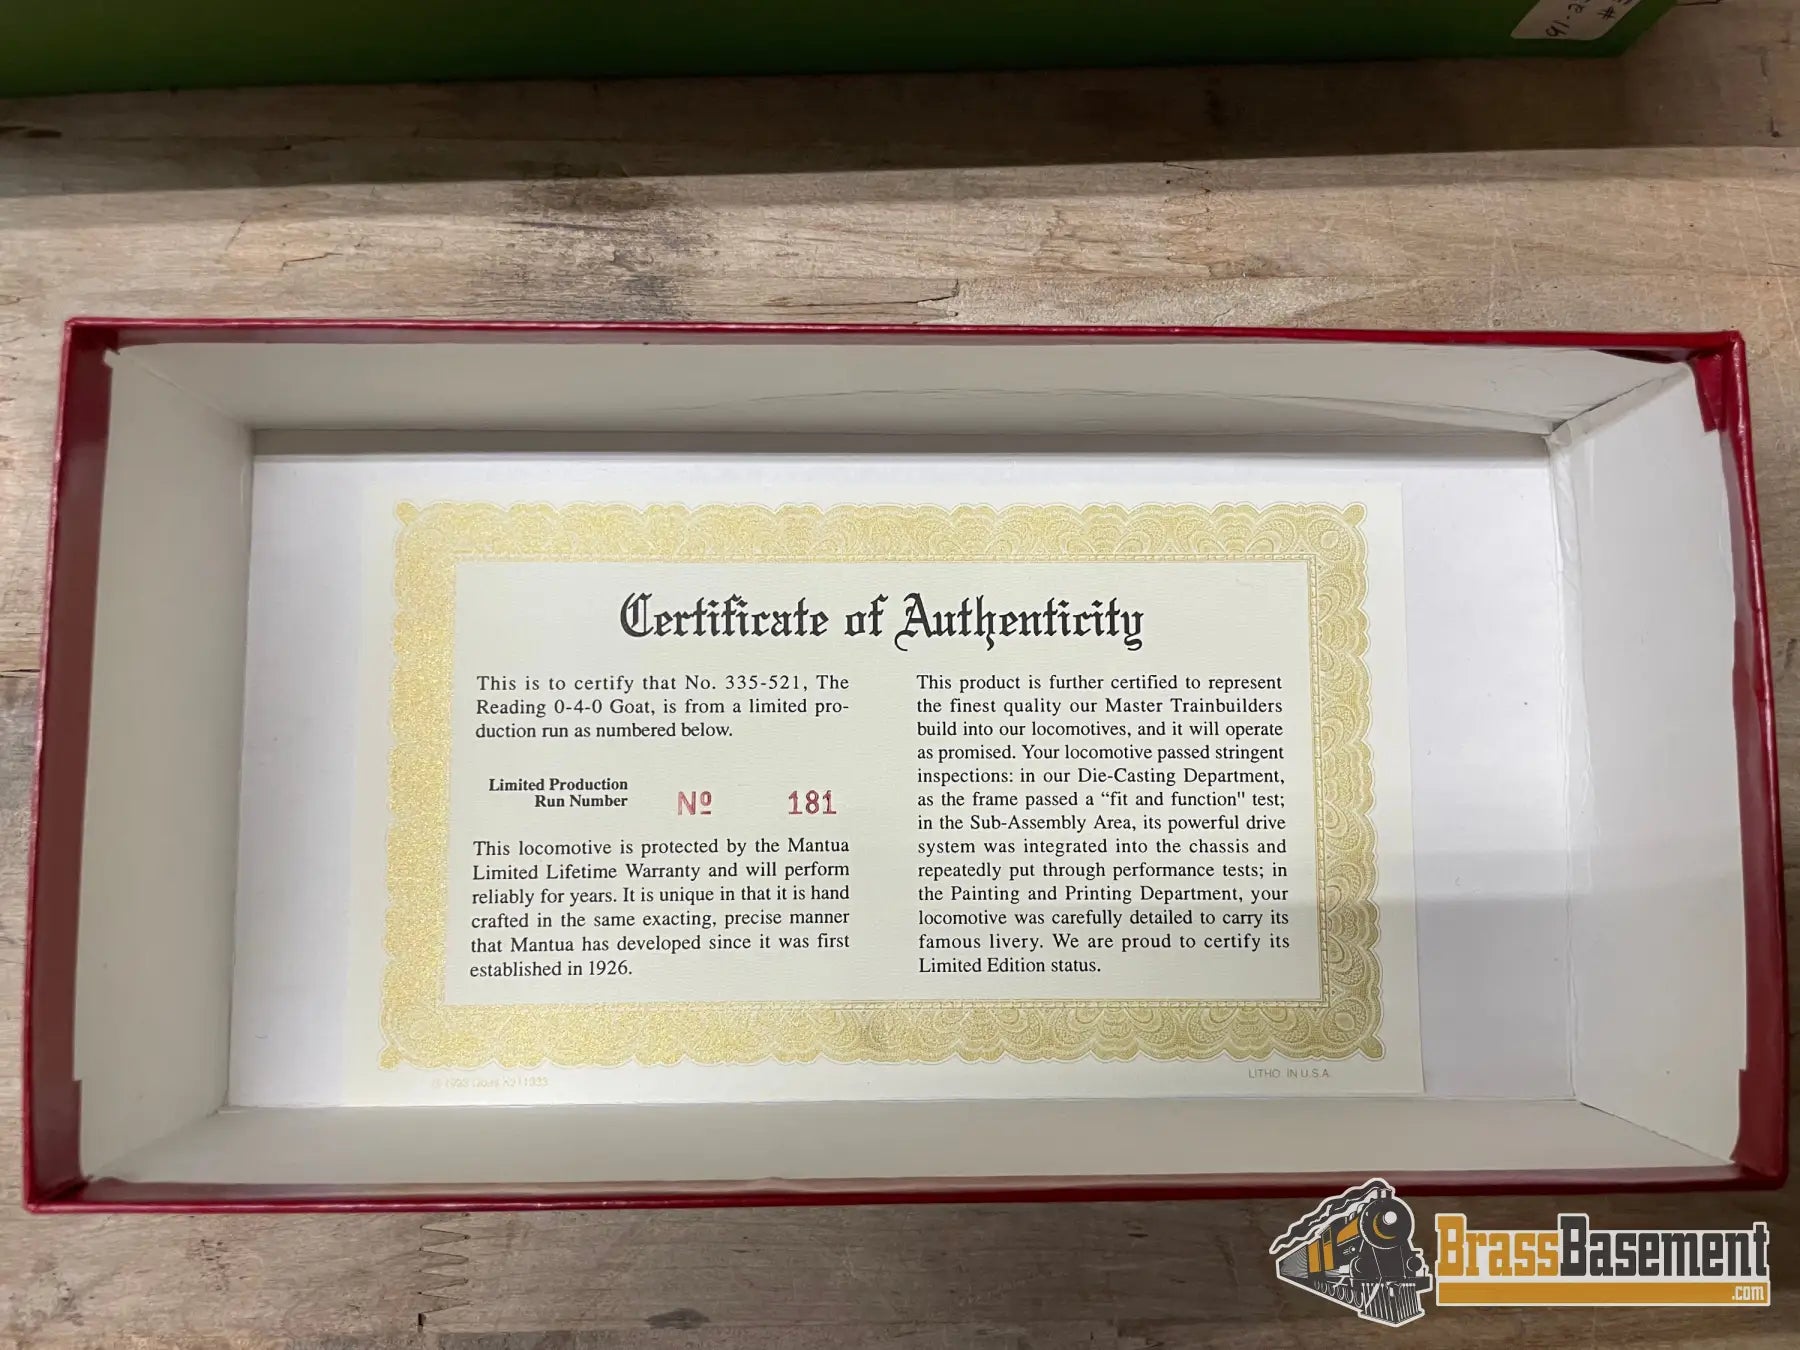 91-22
Certificate of Authenticity
This is to certify that No. 335-521, The
Reading 0-4-0 Goat, is from a limited pro-
duction run as numbered below.
Limited Production
Run Number
Nº 181
This locomotive is protected by the Mantua
Limited Lifetime Warranty and will perform
reliably for years. It is unique in that it is hand
crafted in the same exacting, precise manner
that Mantua has developed since it was first
established in 1926.
This product is further certified to represent
the finest quality our Master Trainbuilders
build into our locomotives, and it will operate
as promised. Your locomotive passed stringent
inspections: in our Die-Casting Department,
as the frame passed a “fit and function" test;
in the Sub-Assembly Area, its powerful drive
system was integrated into the chassis and
repeatedly put through performance tests; in
the Painting and Printing Department, your
locomotive was carefully detailed to carry its
famous livery. We are proud to certify its
Limited Edition status.
LITHO. IN U.S.A.
BrassBasement
.com